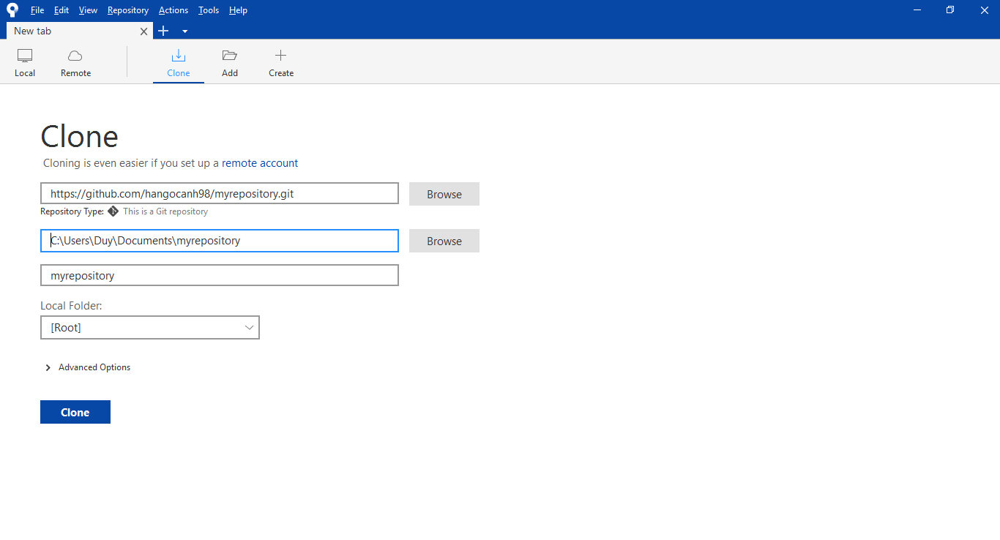 File Edit View Repository Actions Tools Help
New tab
Local Remote Clone Add Create
Clone
Cloning is even easier if you set up a remote account
https://github.com/hangocanh98/myrepository.git Browse
Repository Type: This is a Git repository
C:\Users\Duy\Documents\myrepository Browse
myrepository
Local Folder:
[Root]
Advanced Options
Clone